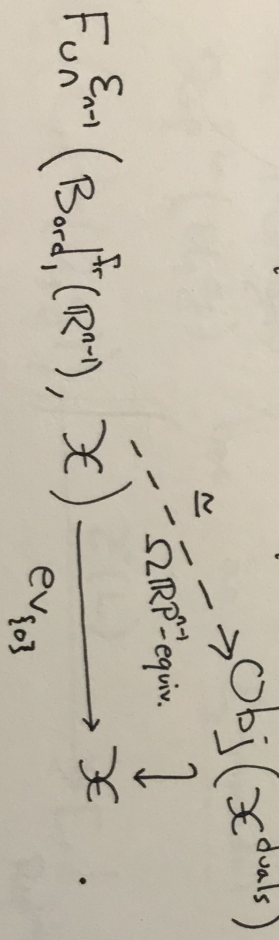 ≃ Obj(𝒳^{duals})
ΩℝP^{n-1}-equiv.
Fun^{ℰ_{n-1}}(Bord_1^{fr}(ℝ^{n-1}), 𝒳) → 𝒳 .
ev_{{0}}